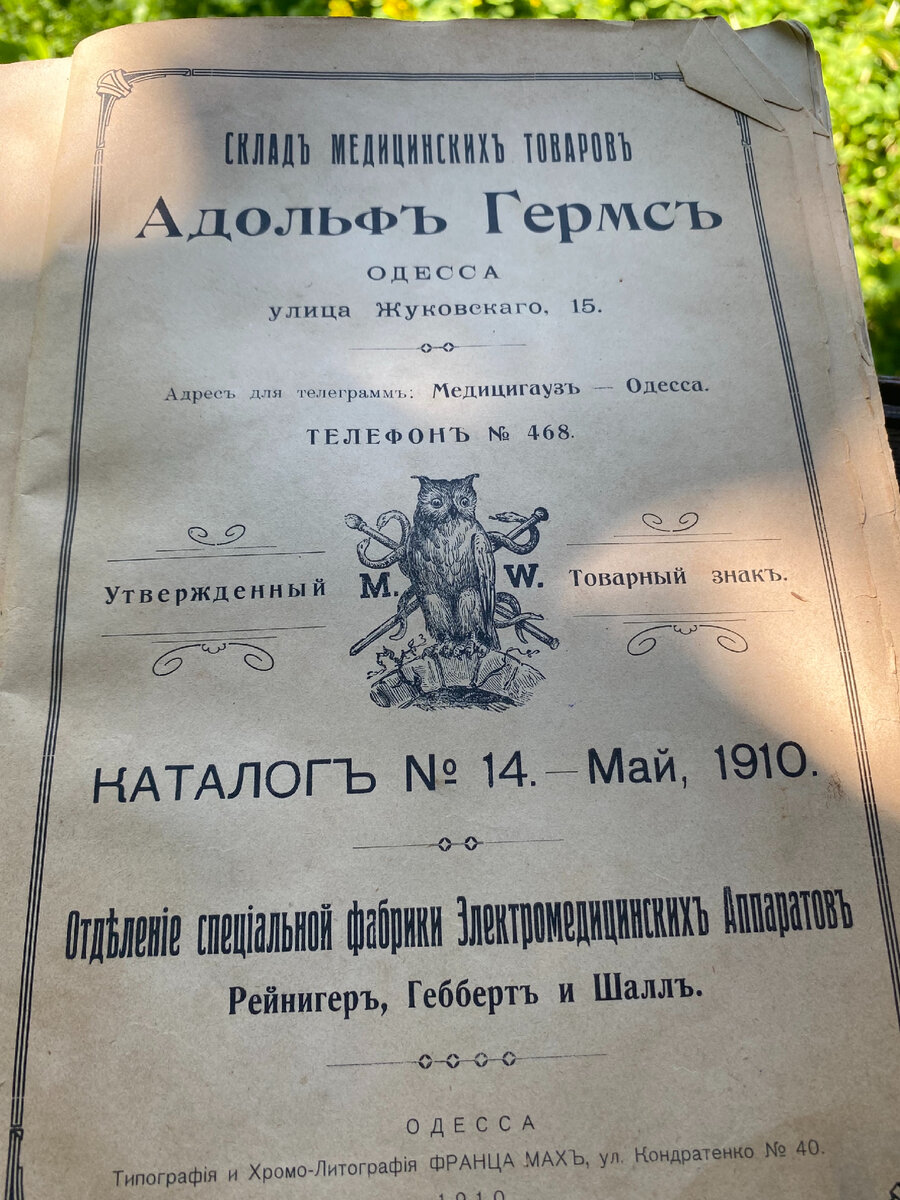 СКЛАДЪ МЕДИЦИНСКИХЪ ТОВАРОВЪ
Адольфъ Гермсъ
ОДЕССА
улица Жуковскаго, 15.
Адресъ для телеграммъ: Медицигаузъ — Одесса.
ТЕЛЕФОНЪ № 468.
Утвержденный M. W. Товарный знакъ.
КАТАЛОГЪ № 14. — Май, 1910.
Отдѣленіе спеціальной фабрики Электромедицинскихъ Аппаратовъ
Рейнигеръ, Геббертъ и Шаллъ.
ОДЕССА
Типографія и Хромо-Литографія ФРАНЦА МАХЪ, ул. Кондратенко № 40.
1910